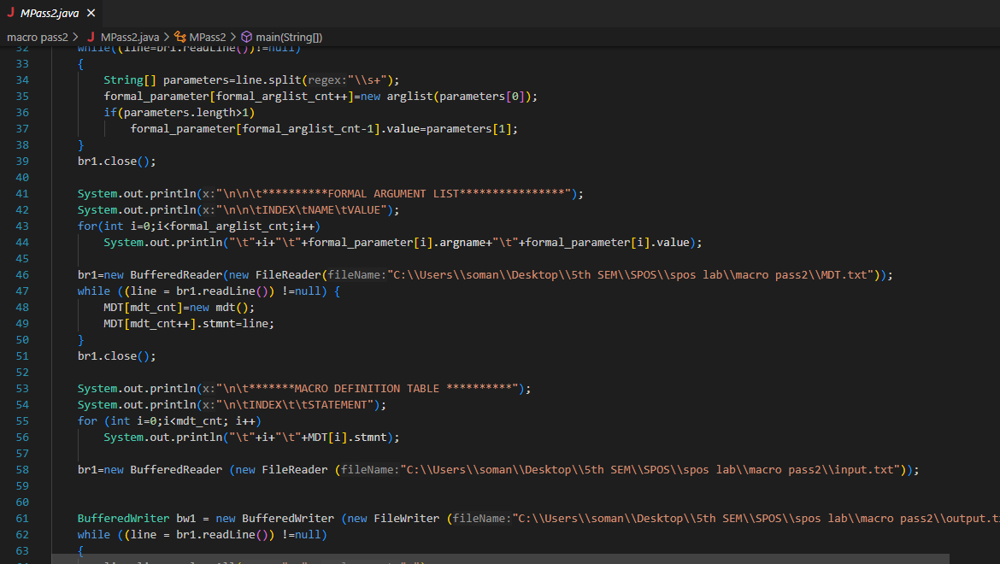 J MPass2.java ×
macro pass2 > J MPass2.java > MPass2 > main(String[])
32 while((line=br1.readLine())!=null)
33 {
34 String[] parameters=line.split(regex:"\\s+");
35 formal_parameter[formal_arglist_cnt++]=new arglist(parameters[0]);
36 if(parameters.length>1)
37 formal_parameter[formal_arglist_cnt-1].value=parameters[1];
38 }
39 br1.close();
40
41 System.out.println(x:"\n\n\t**********FORMAL ARGUMENT LIST****************");
42 System.out.println(x:"\n\n\tINDEX\tNAME\tVALUE");
43 for(int i=0;i<formal_arglist_cnt;i++)
44 System.out.println("\t"+i+"\t"+formal_parameter[i].argname+"\t"+formal_parameter[i].value);
45
46 br1=new BufferedReader(new FileReader(fileName:"C:\\Users\\soman\\Desktop\\5th SEM\\SPOS\\spos lab\\macro pass2\\MDT.txt"));
47 while ((line = br1.readLine()) !=null) {
48 MDT[mdt_cnt]=new mdt();
49 MDT[mdt_cnt++].stmnt=line;
50 }
51 br1.close();
52
53 System.out.println(x:"\n\t*******MACRO DEFINITION TABLE **********");
54 System.out.println(x:"\n\tINDEX\t\tSTATEMENT");
55 for (int i=0;i<mdt_cnt; i++)
56 System.out.println("\t"+i+"\t"+MDT[i].stmnt);
57
58 br1=new BufferedReader (new FileReader (fileName:"C:\\Users\\soman\\Desktop\\5th SEM\\SPOS\\spos lab\\macro pass2\\input.txt"));
59
60
61 BufferedWriter bw1 = new BufferedWriter (new FileWriter (fileName:"C:\\Users\\soman\\Desktop\\5th SEM\\SPOS\\spos lab\\macro pass2\\output.t
62 while ((line = br1.readLine()) !=null)
63 {